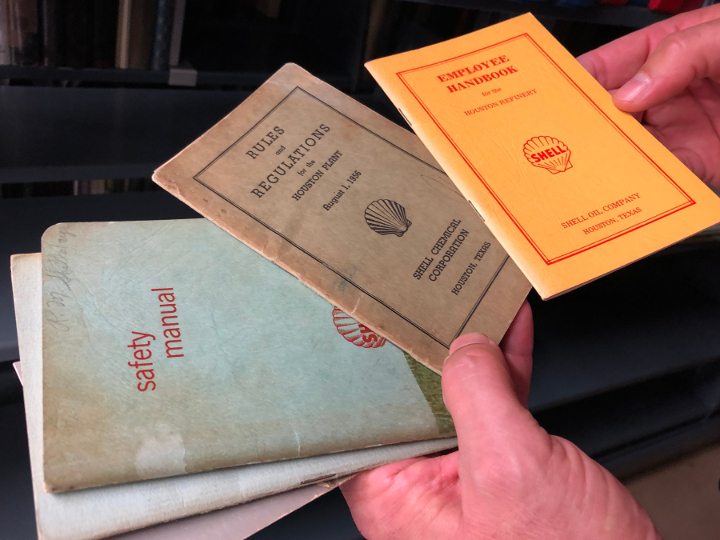 EMPLOYEE
HANDBOOK
for the
HOUSTON REFINERY
SHELL
SHELL OIL COMPANY
HOUSTON, TEXAS
RULES
and
REGULATIONS
for the
HOUSTON PLANT
August 1, 1956
SHELL CHEMICAL
CORPORATION
HOUSTON, TEXAS
safety
manual